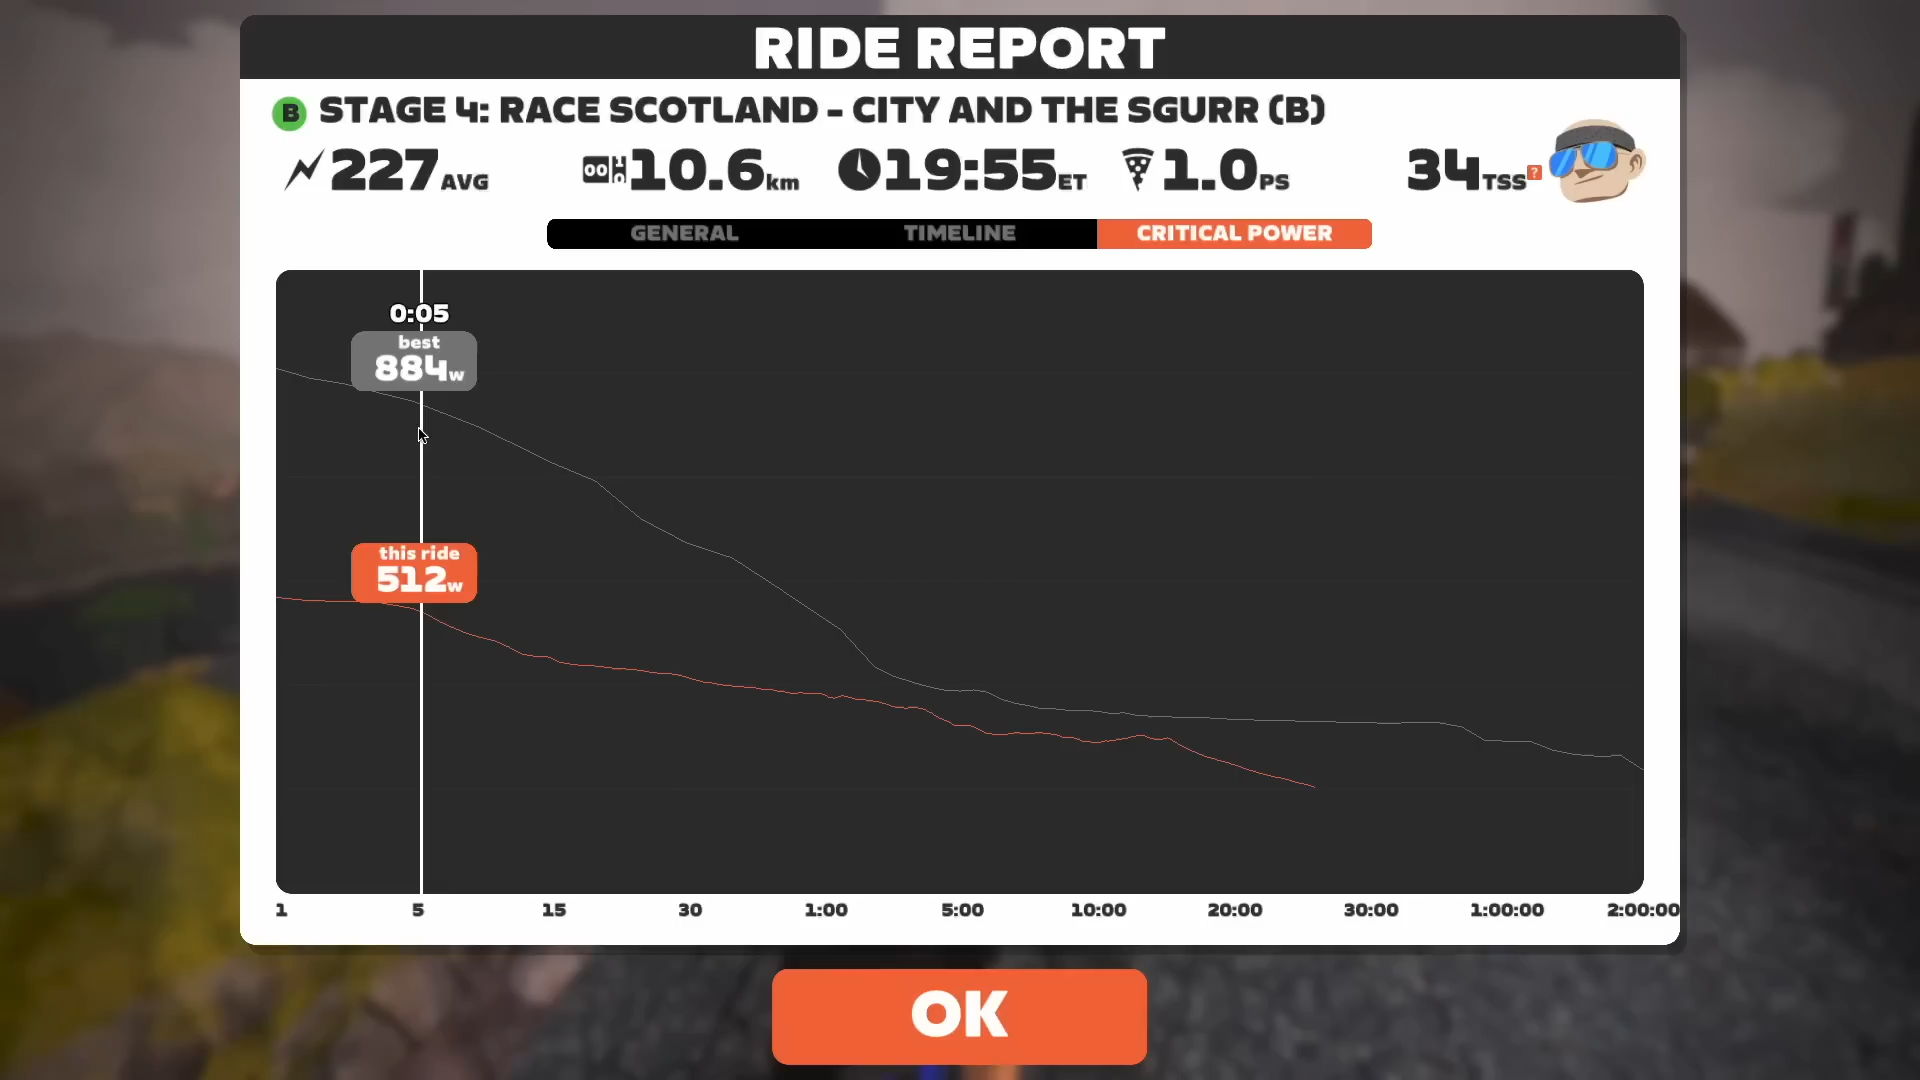 RIDE REPORT
B STAGE 4: RACE SCOTLAND - CITY AND THE SGURR (B)
227AVG 10.6km 19:55ET 1.0PS 34TSS?
GENERAL TIMELINE CRITICAL POWER
0:05
best
884w
this ride
512w
1 5 15 30 1:00 5:00 10:00 20:00 30:00 1:00:00 2:00:00
OK